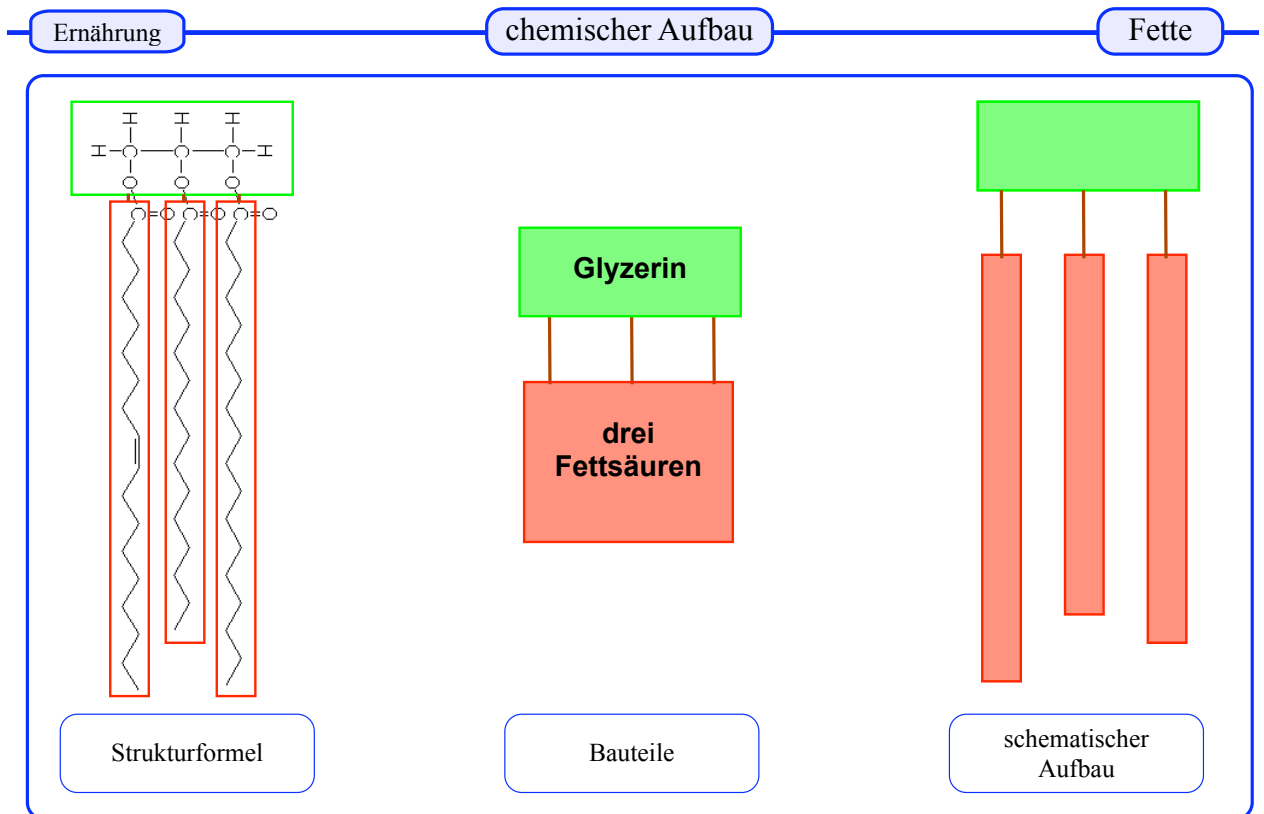 Ernährung
chemischer Aufbau
Fette
H H H
H C C C H
O O O
C=O C=O C=O
Glyzerin
drei
Fettsäuren
Strukturformel
Bauteile
schematischer
Aufbau